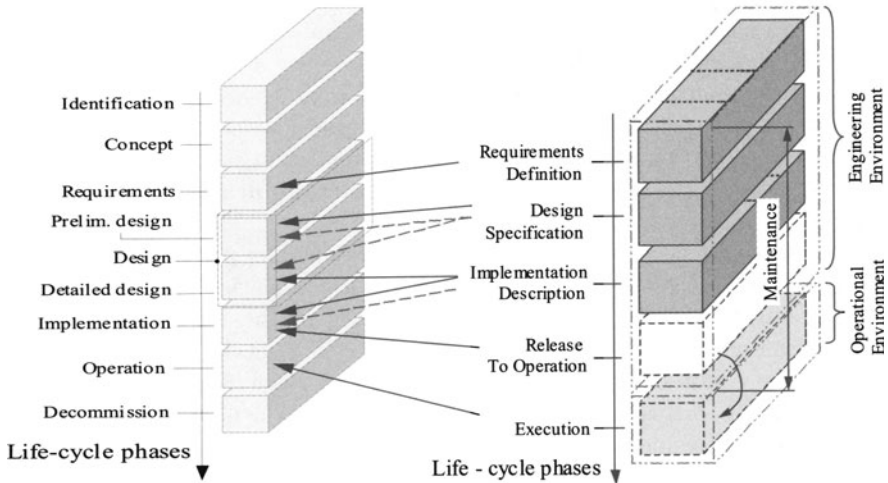 Identification
Concept
Requirements
Prelim. design
Design
Detailed design
Implementation
Operation
Decommission
Life-cycle phases
Requirements
Definition
Design
Specification
Implementation
Description
Release
To Operation
Execution
Life - cycle phases
Maintenance
Engineering
Environment
Operational
Environment